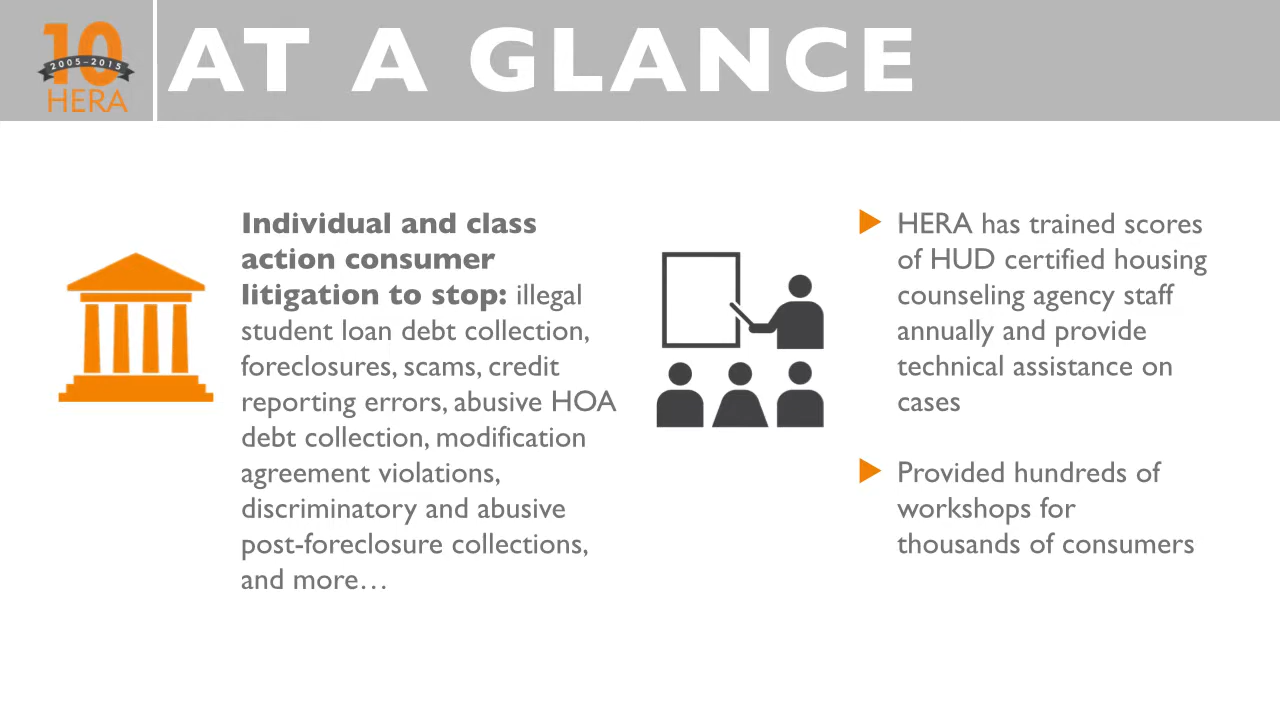 10
2005–2015
HERA
AT A GLANCE
Individual and class
action consumer
litigation to stop: illegal
student loan debt collection,
foreclosures, scams, credit
reporting errors, abusive HOA
debt collection, modification
agreement violations,
discriminatory and abusive
post-foreclosure collections,
and more…
HERA has trained scores
of HUD certified housing
counseling agency staff
annually and provide
technical assistance on
cases
Provided hundreds of
workshops for
thousands of consumers